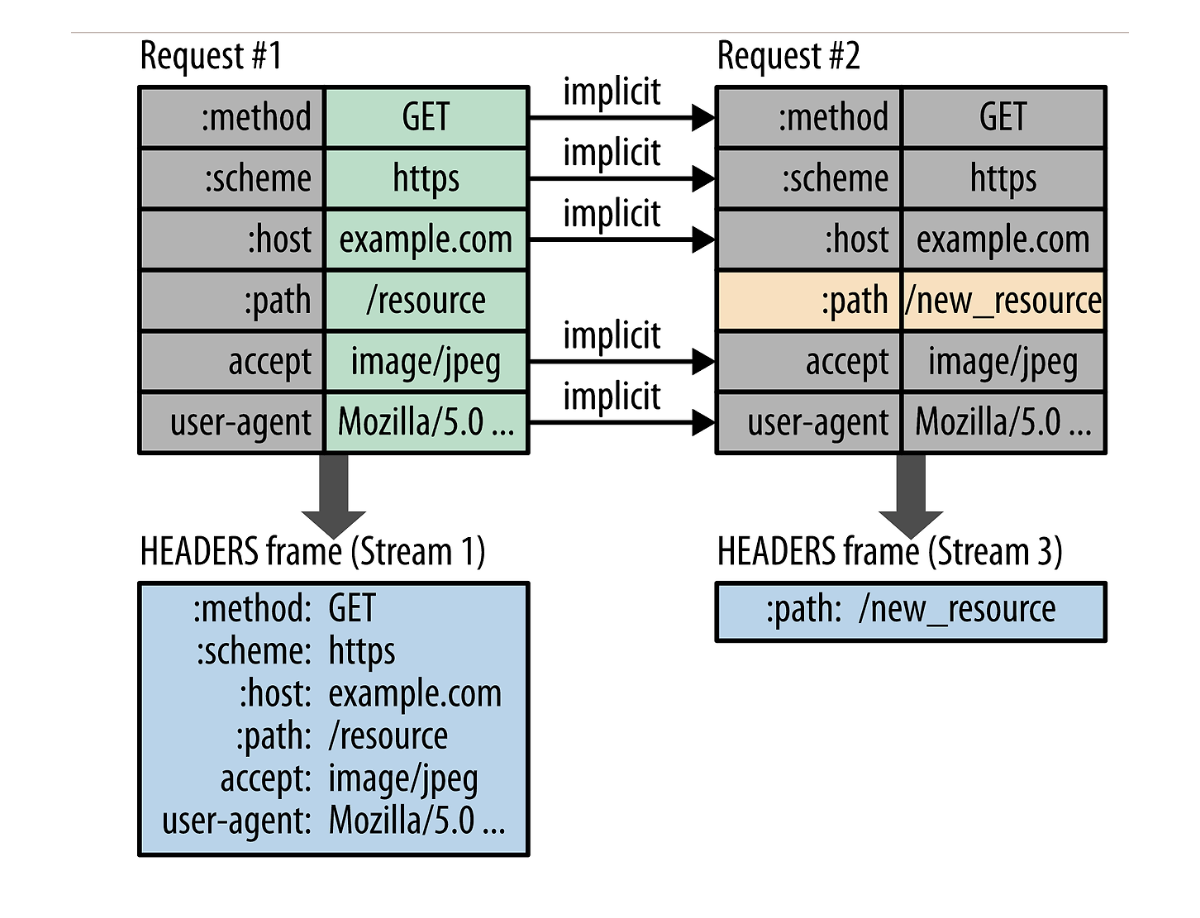 Request #1
:method GET
:scheme https
:host example.com
:path /resource
accept image/jpeg
user-agent Mozilla/5.0 ...
implicit
implicit
implicit
implicit
implicit
Request #2
:method GET
:scheme https
:host example.com
:path /new_resource
accept image/jpeg
user-agent Mozilla/5.0 ...
HEADERS frame (Stream 1)
:method: GET
:scheme: https
:host: example.com
:path: /resource
accept: image/jpeg
user-agent: Mozilla/5.0 ...
HEADERS frame (Stream 3)
:path: /new_resource